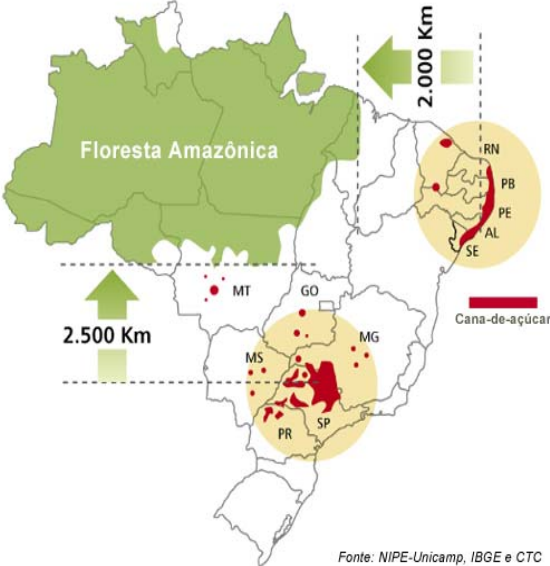 2.000 Km
Floresta Amazônica
RN
PB
PE
AL
SE
Cana-de-açúcar
MT
GO
2.500 Km
MS
MG
SP
PR
Fonte: NIPE-Unicamp, IBGE e CTC